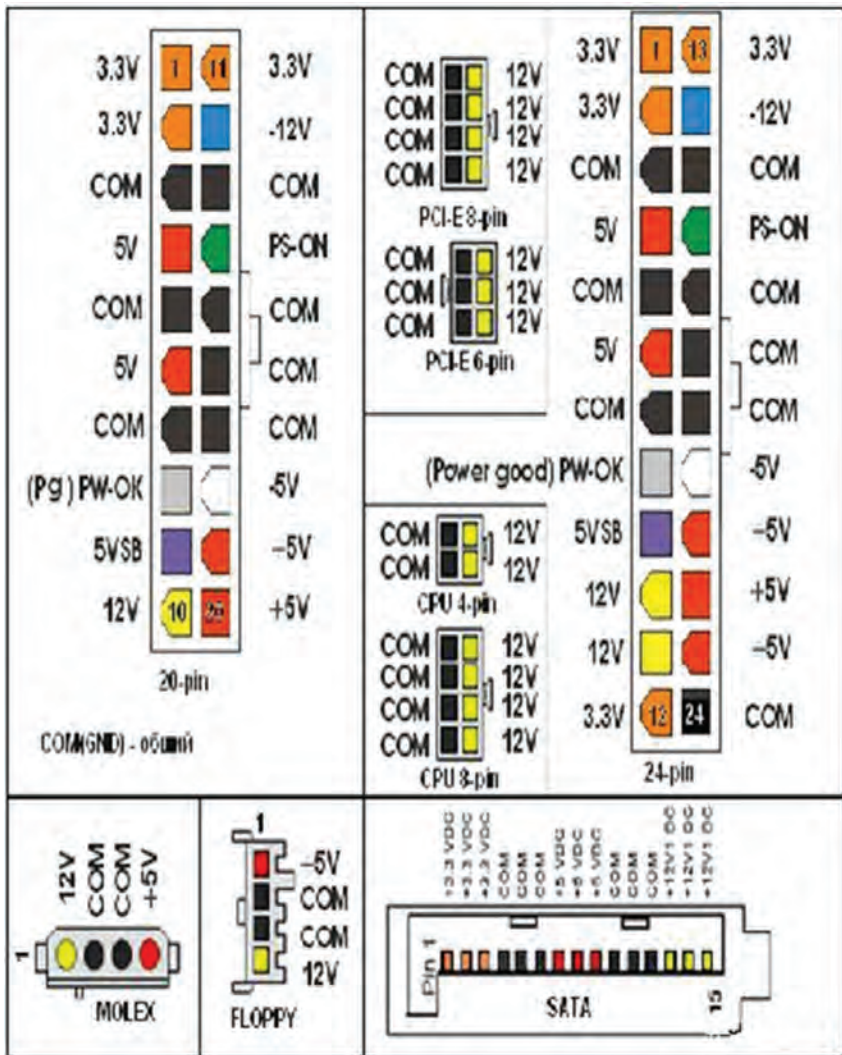 3.3V 1 11 3.3V
3.3V -12V
COM COM
5V PS-ON
COM COM
5V COM
COM COM
(Pg) PW-OK -5V
5VSB –5V
12V 10 20 +5V
20-pin
COM(GND) - общий
COM 12V
COM 12V
COM 12V
COM 12V
PCI-E 8-pin
COM 12V
COM 12V
COM 12V
PCI-E 6-pin
3.3V 1 13 3.3V
3.3V -12V
COM COM
5V PS-ON
COM COM
5V COM
COM COM
(Power good) PW-OK -5V
5VSB –5V
12V +5V
12V –5V
3.3V 12 24 COM
24-pin
COM 12V
COM 12V
CPU 4-pin
COM 12V
COM 12V
COM 12V
COM 12V
CPU 8-pin
12V
COM
COM
+5V
1
MOLEX
1
–5V
COM
COM
12V
FLOPPY
+3.3 VDC
+3.3 VDC
+3.3 VDC
COM
COM
COM
+5 VDC
+5 VDC
+5 VDC
COM
COM
COM
+12V1 DC
+12V1 DC
+12V1 DC
Pin 1
15
SATA